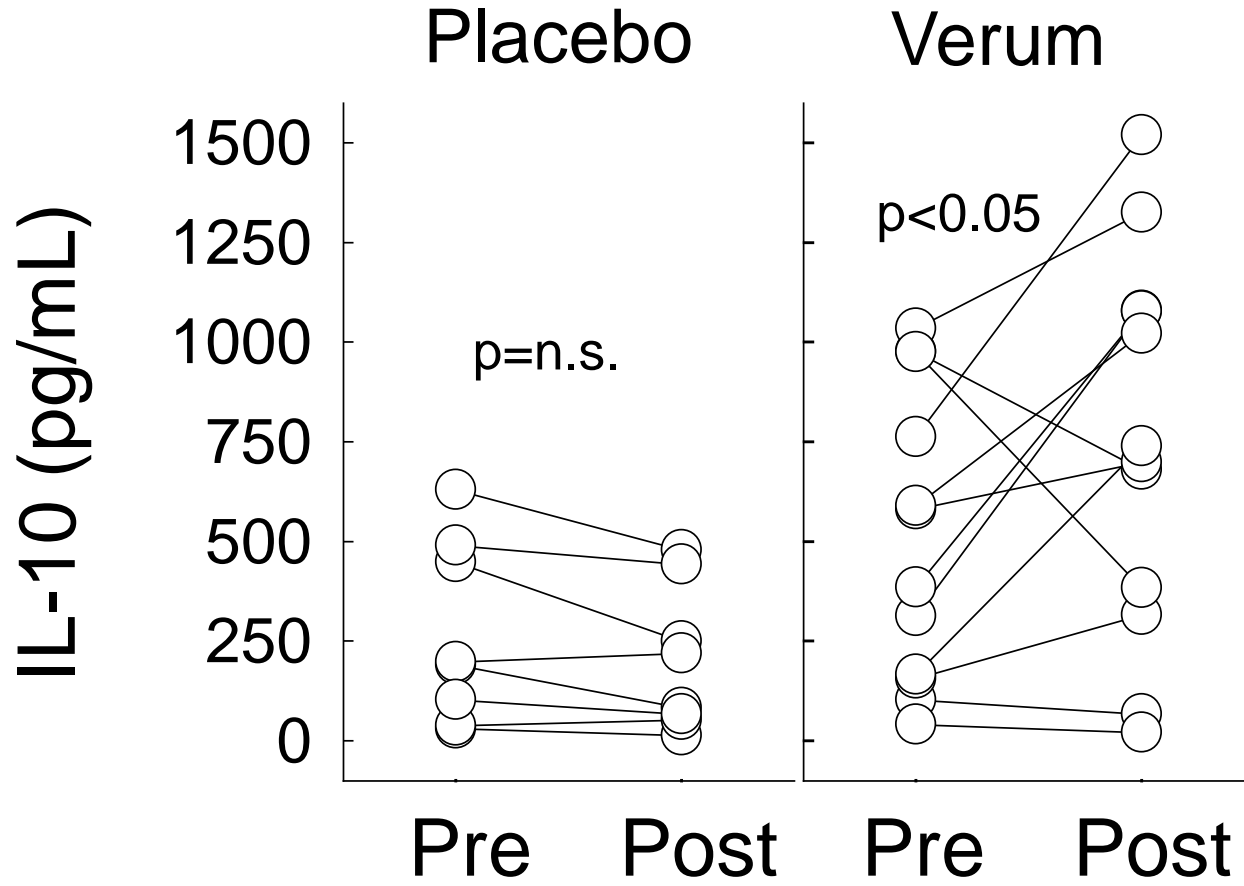 Placebo
Verum
IL-10 (pg/mL)
1500
1250
1000
750
500
250
0
p=n.s.
p<0.05
Pre
Post
Pre
Post